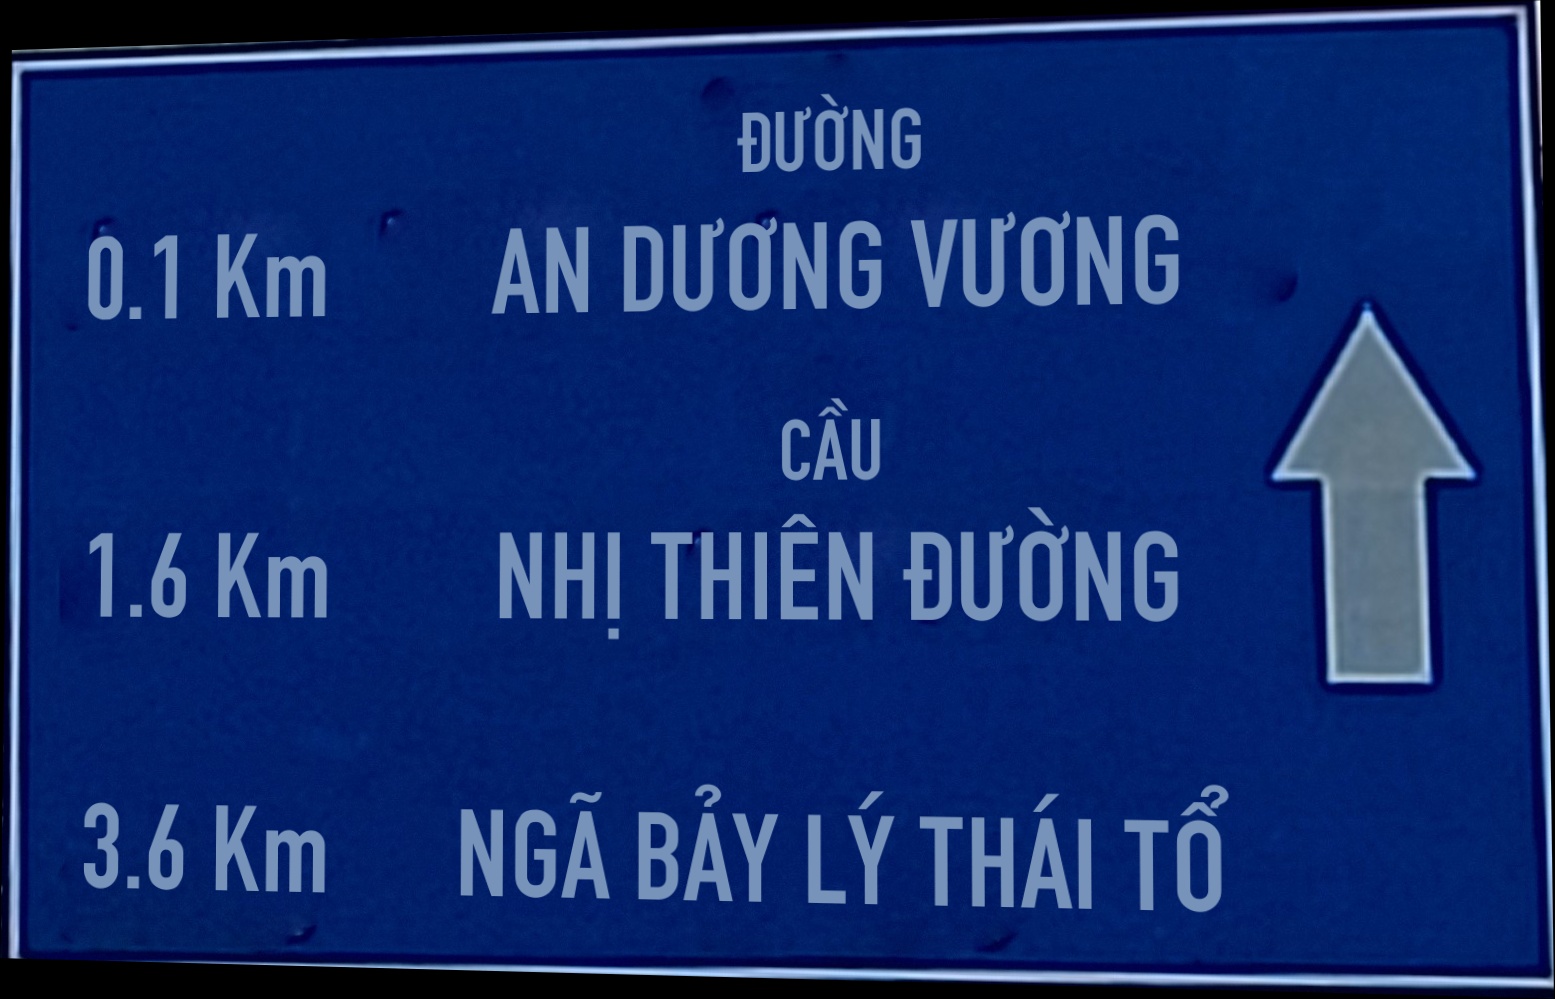 ĐƯỜNG
0.1 Km AN DƯƠNG VƯƠNG
CẦU
1.6 Km NHỊ THIÊN ĐƯỜNG
3.6 Km NGÃ BẢY LÝ THÁI TỔ